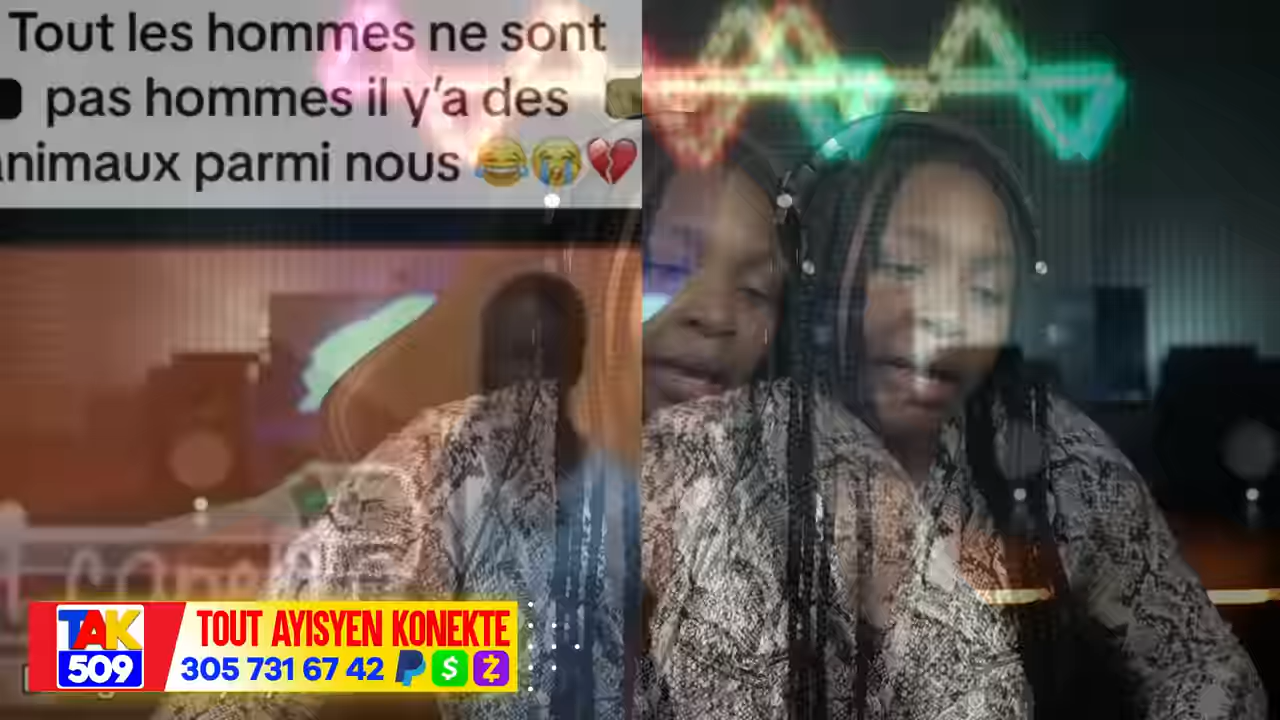 Tout les hommes ne sont
pas hommes il y'a des
animaux parmi nous 😂😭💔
TAK
509
TOUT AYISYEN KONEKTE
305 731 67 42